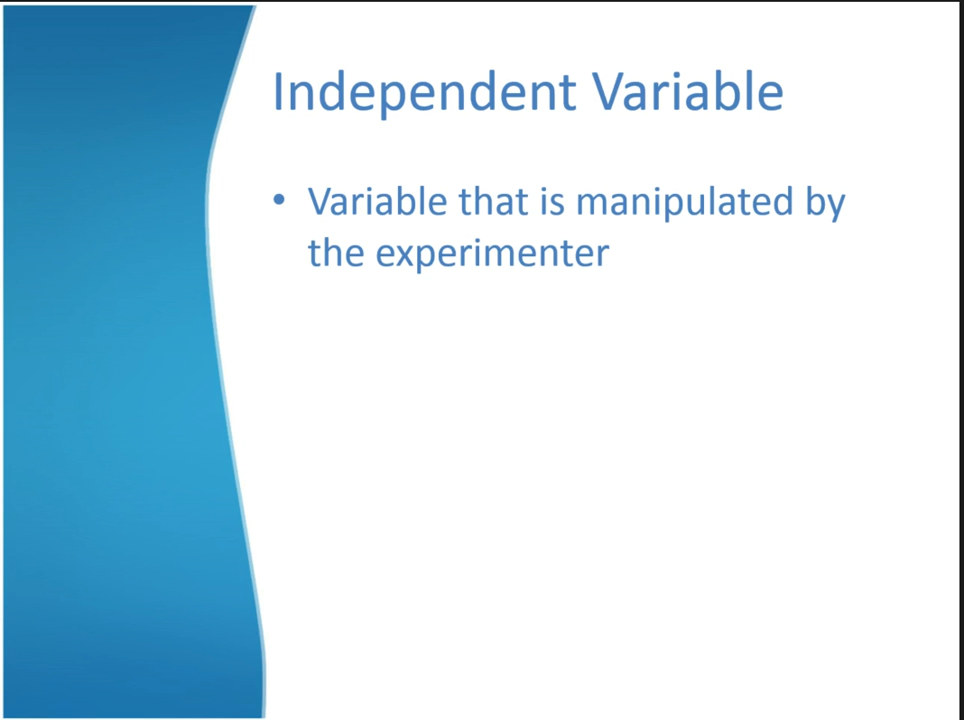 Independent Variable
• Variable that is manipulated by
the experimenter